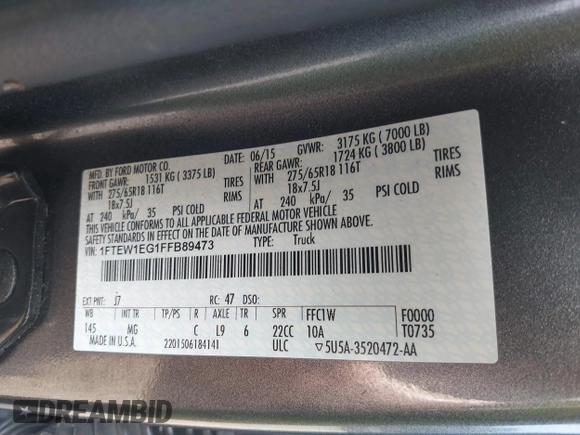 MFD. BY FORD MOTOR CO.
DATE: 06/15 GVWR: 3175 KG ( 7000 LB)
FRONT GAWR: 1531 KG ( 3375 LB) REAR GAWR: 1724 KG ( 3800 LB)
WITH 275/65R18 116T TIRES WITH 275/65R18 116T TIRES
18x7.5J RIMS 18x7.5J RIMS
AT 240 kPa/ 35 PSI COLD AT 240 kPa/ 35 PSI COLD
THIS VEHICLE CONFORMS TO ALL APPLICABLE FEDERAL MOTOR VEHICLE
SAFETY STANDARDS IN EFFECT ON THE DATE OF MANUFACTURE SHOWN ABOVE.
VIN: 1FTEW1EG1FFB89473
TYPE: Truck
EXT PNT: J7 RC: 47 DSO:
WB INT TR TP/PS R AXLE TR SPR FFC1W F0000
145 MG C L9 6 22CC 10A T0735
MADE IN U.S.A. 2201506184141 ULC ▽5U5A-3520472-AA
DREAMBID